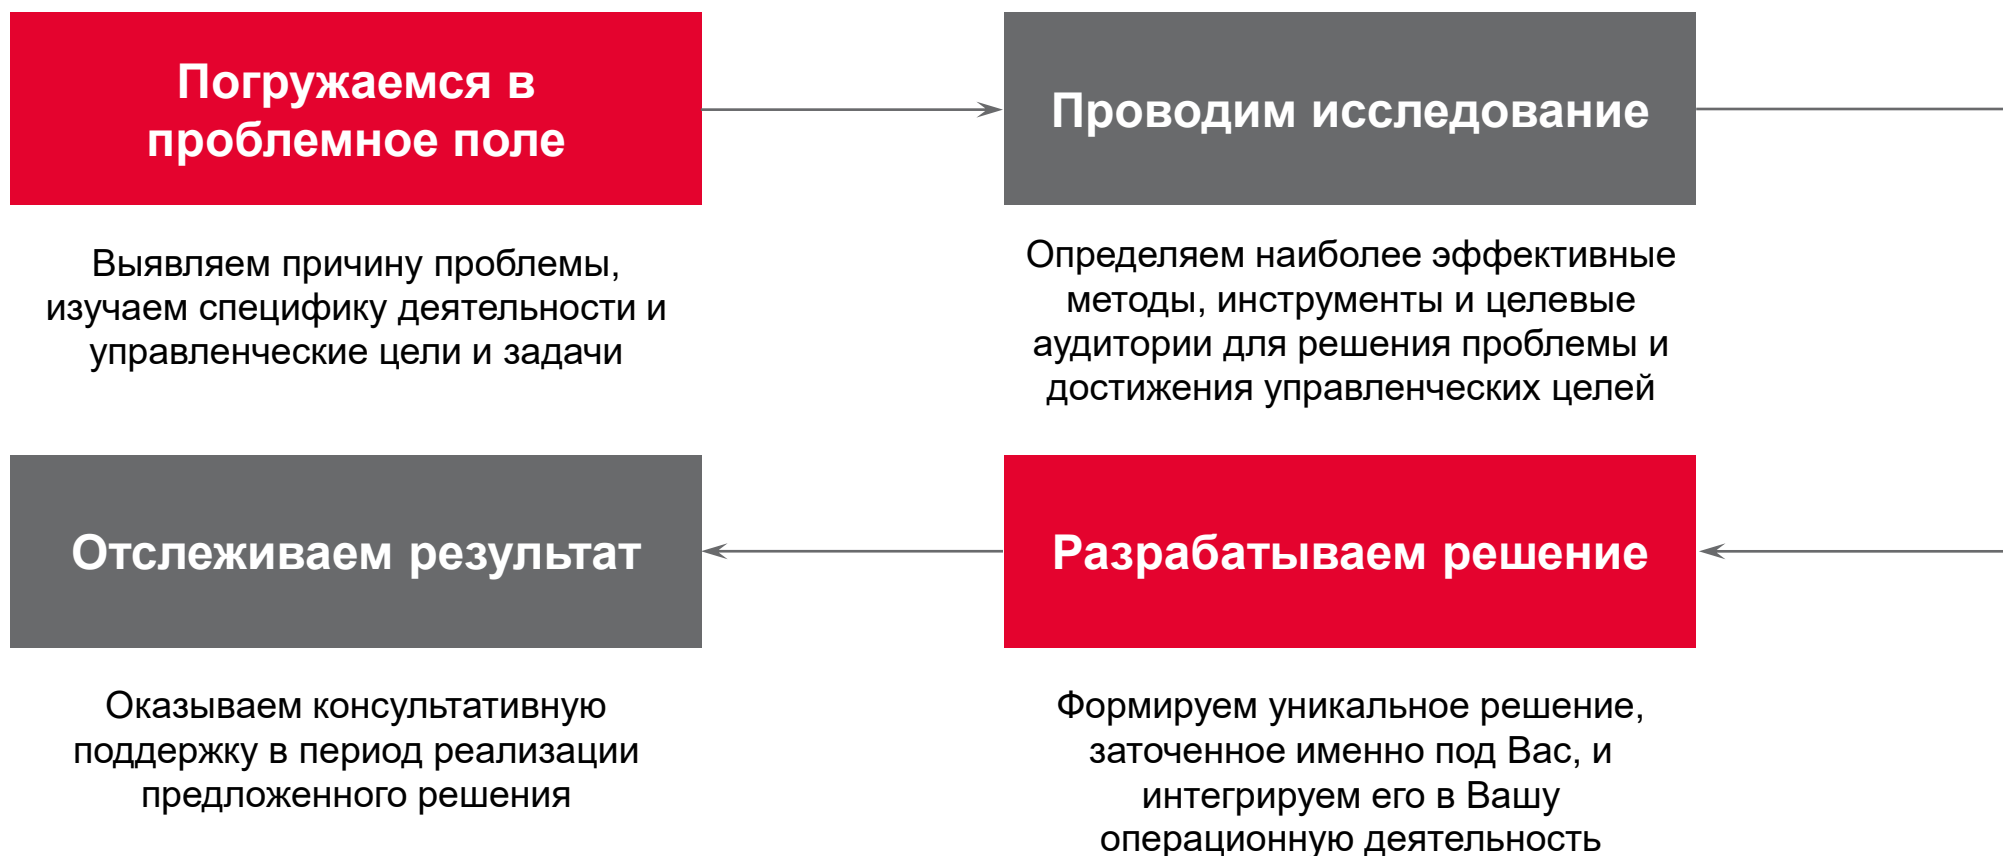 Погружаемся в
проблемное поле
Выявляем причину проблемы,
изучаем специфику деятельности и
управленческие цели и задачи
Проводим исследование
Определяем наиболее эффективные
методы, инструменты и целевые
аудитории для решения проблемы и
достижения управленческих целей
Разрабатываем решение
Формируем уникальное решение,
заточенное именно под Вас, и
интегрируем его в Вашу
операционную деятельность
Отслеживаем результат
Оказываем консультативную
поддержку в период реализации
предложенного решения